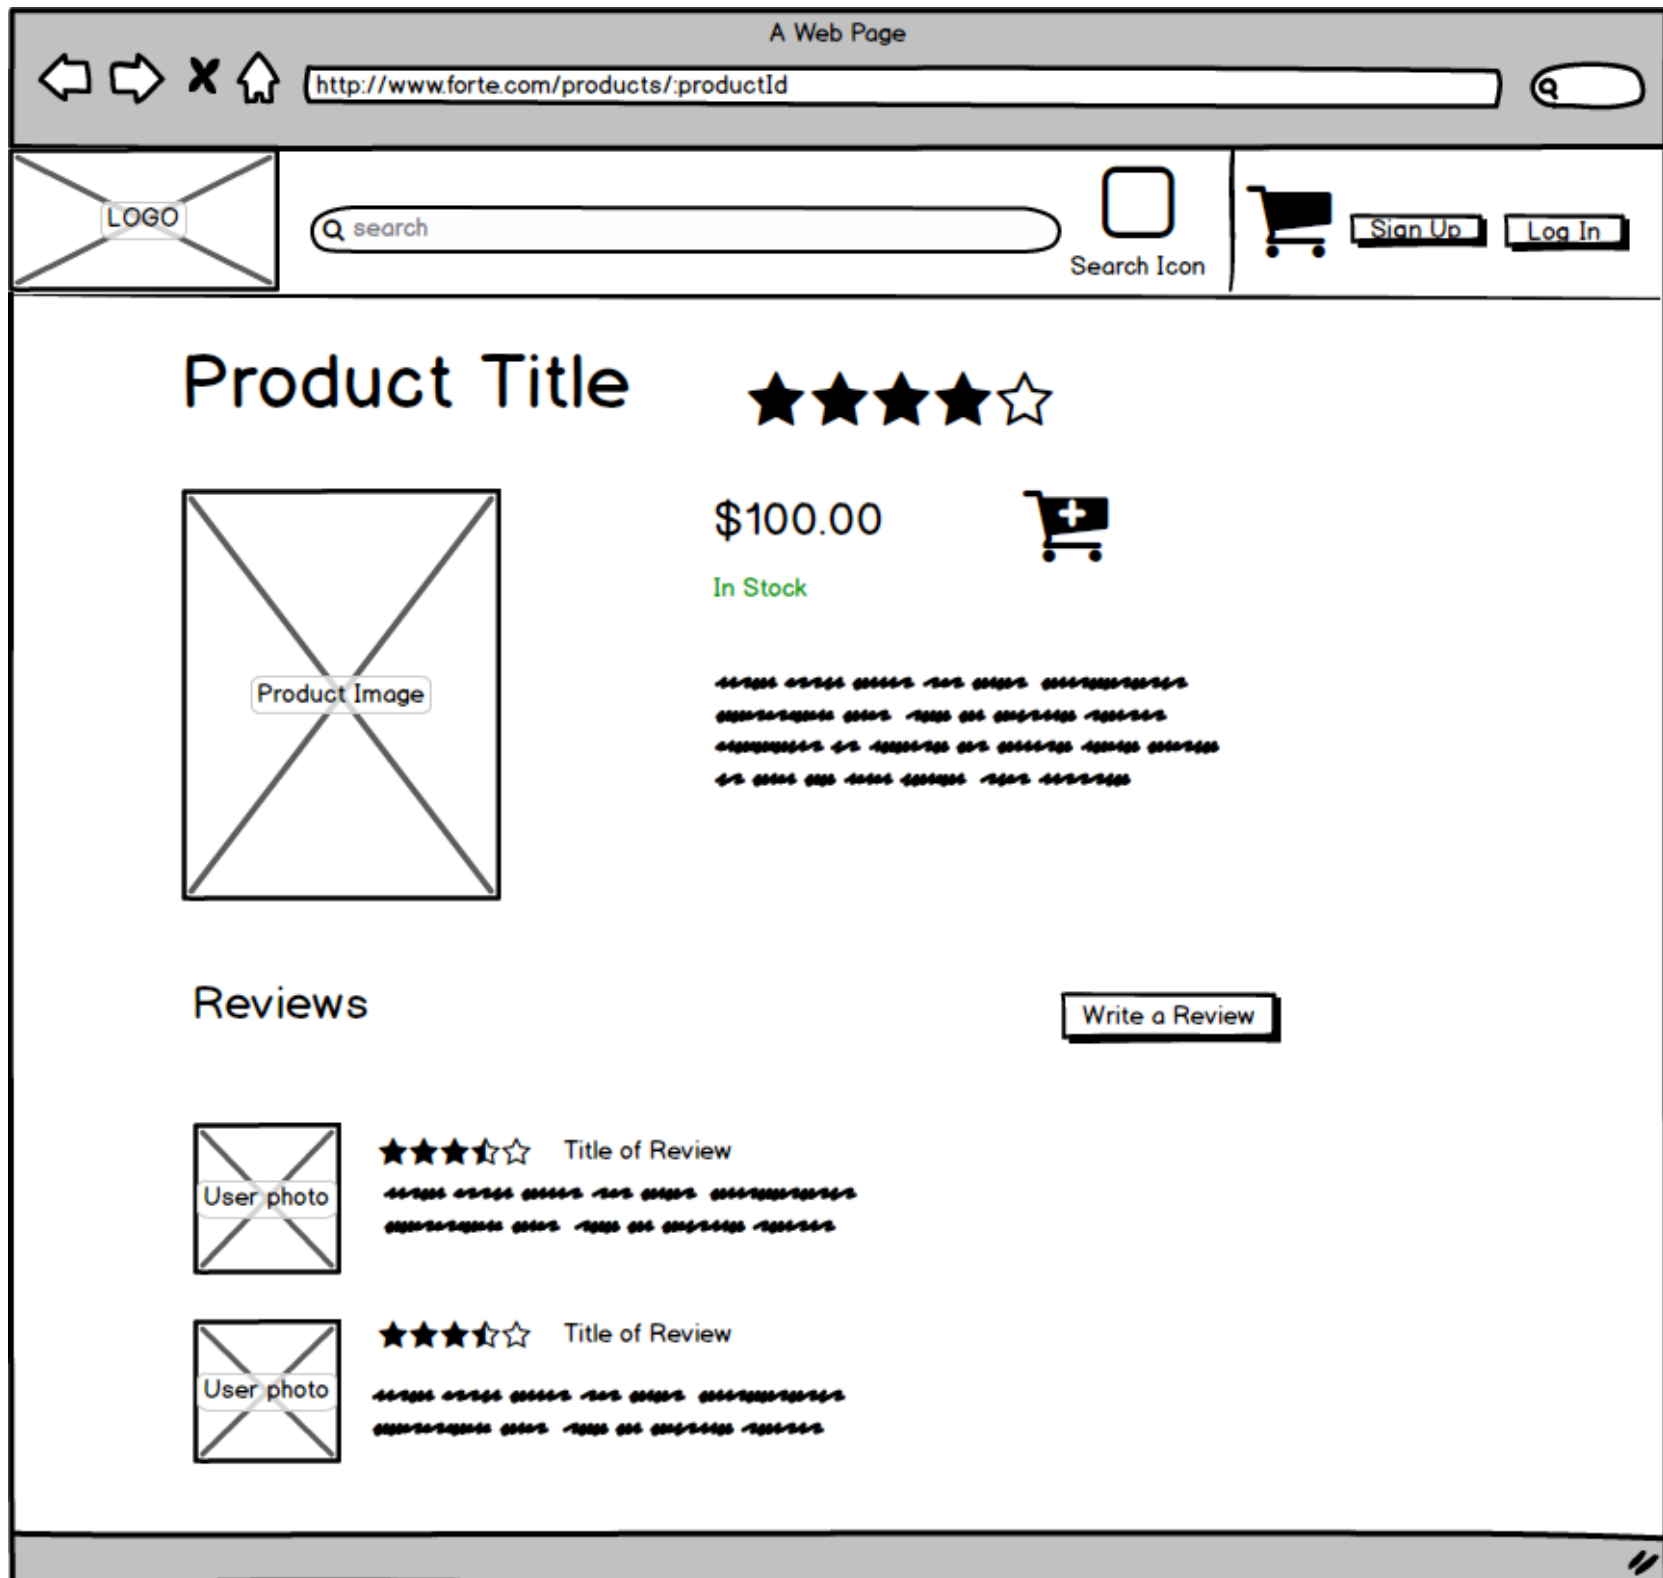 A Web Page
http://www.forte.com/products/:productId
LOGO
search
Search Icon
Sign Up
Log In
Product Title
$100.00
In Stock
Product Image
Reviews
Write a Review
User photo
Title of Review
User photo
Title of Review